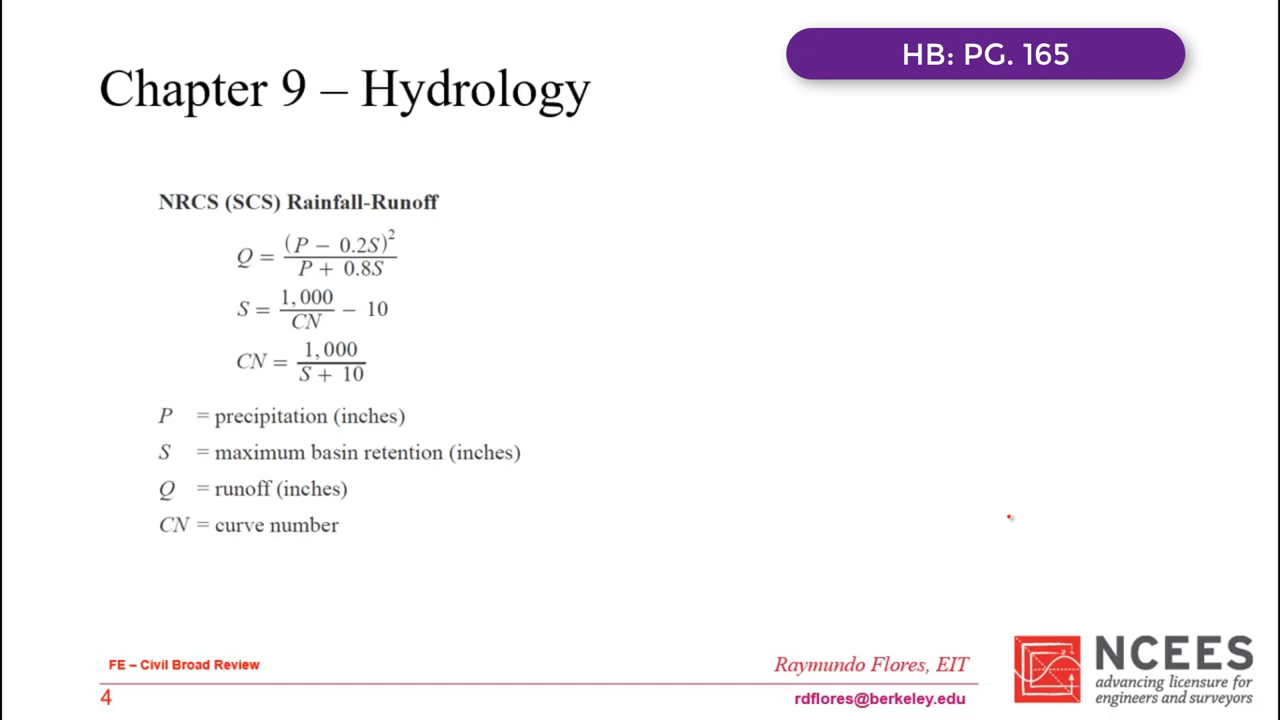 HB: PG. 165
Chapter 9 – Hydrology
NRCS (SCS) Rainfall-Runoff
Q = (P − 0.2S)² / P + 0.8S
S = 1,000 / CN − 10
CN = 1,000 / S + 10
P = precipitation (inches)
S = maximum basin retention (inches)
Q = runoff (inches)
CN = curve number
FE – Civil Broad Review
4
Raymundo Flores, EIT
rdflores@berkeley.edu
NCEES
advancing licensure for
engineers and surveyors